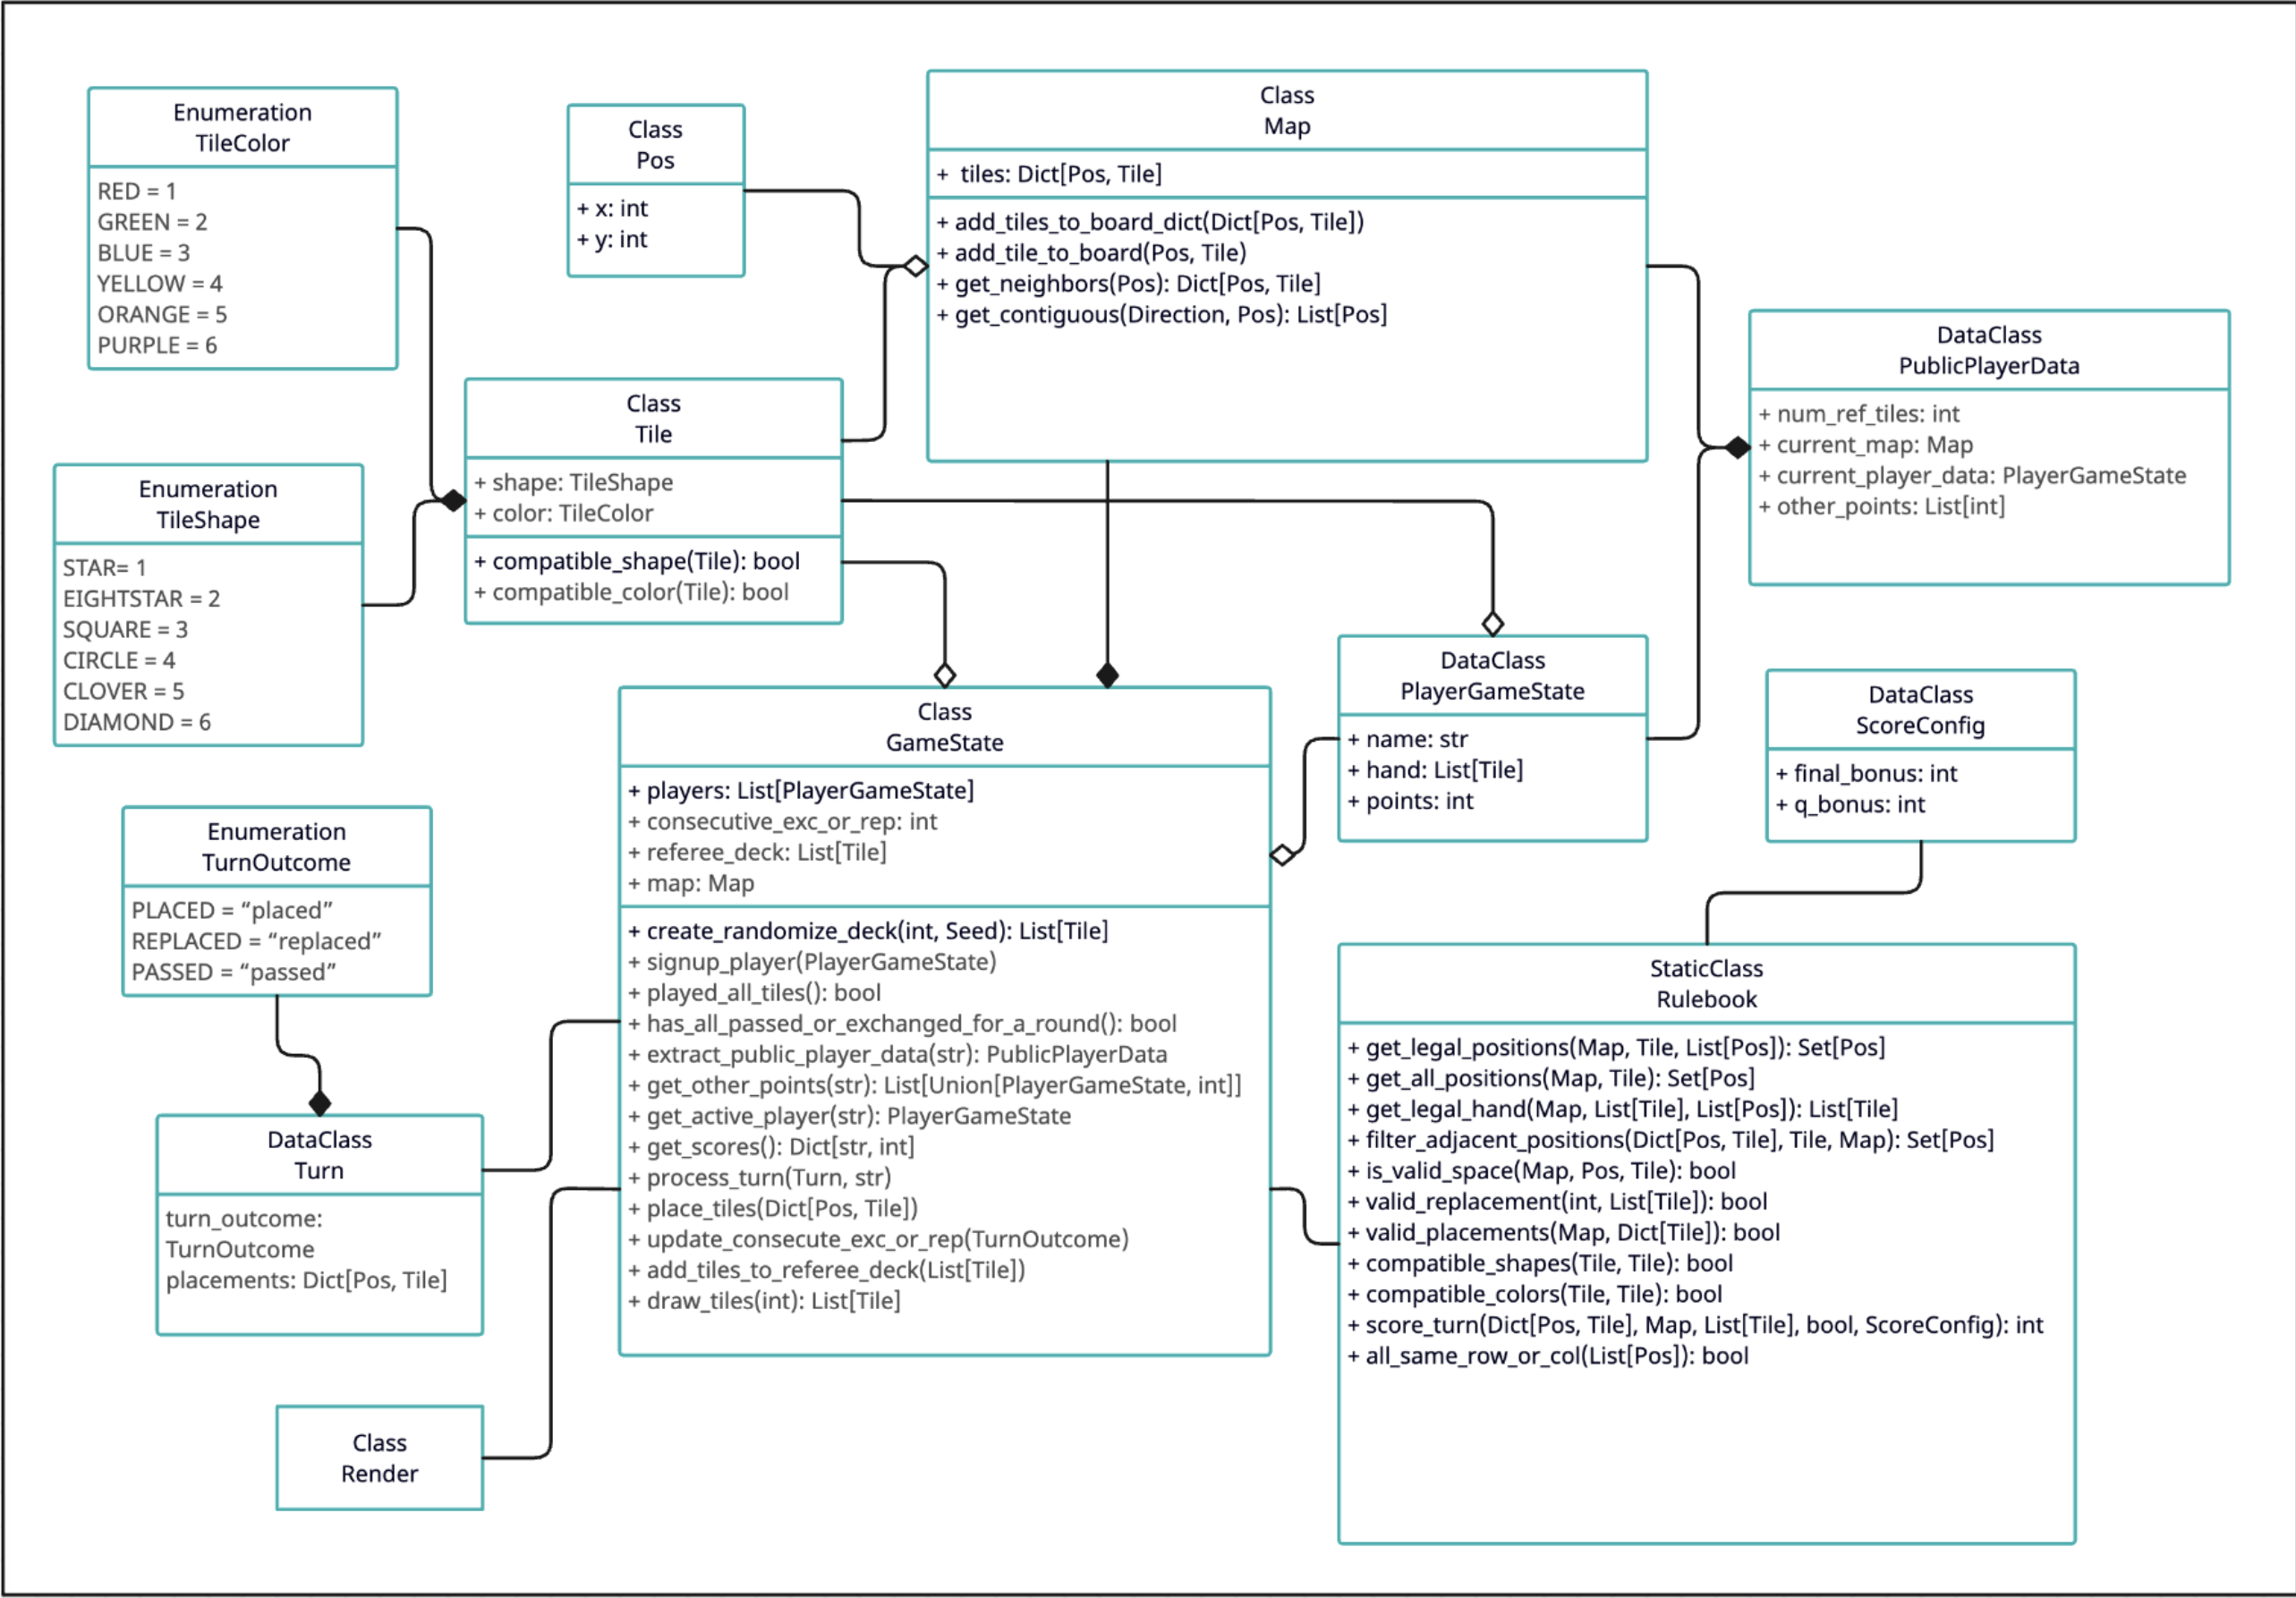 Enumeration
TileColor
RED = 1
GREEN = 2
BLUE = 3
YELLOW = 4
ORANGE = 5
PURPLE = 6
Class
Pos
+ x: int
+ y: int
Class
Map
+ tiles: Dict[Pos, Tile]
+ add_tiles_to_board_dict(Dict[Pos, Tile])
+ add_tile_to_board(Pos, Tile)
+ get_neighbors(Pos): Dict[Pos, Tile]
+ get_contiguous(Direction, Pos): List[Pos]
DataClass
PublicPlayerData
+ num_ref_tiles: int
+ current_map: Map
+ current_player_data: PlayerGameState
+ other_points: List[int]
Enumeration
TileShape
STAR= 1
EIGHTSTAR = 2
SQUARE = 3
CIRCLE = 4
CLOVER = 5
DIAMOND = 6
Class
Tile
+ shape: TileShape
+ color: TileColor
+ compatible_shape(Tile): bool
+ compatible_color(Tile): bool
Class
GameState
+ players: List[PlayerGameState]
+ consecutive_exc_or_rep: int
+ referee_deck: List[Tile]
+ map: Map
+ create_randomize_deck(int, Seed): List[Tile]
+ signup_player(PlayerGameState)
+ played_all_tiles(): bool
+ has_all_passed_or_exchanged_for_a_round(): bool
+ extract_public_player_data(str): PublicPlayerData
+ get_other_points(str): List[Union[PlayerGameState, int]]
+ get_active_player(str): PlayerGameState
+ get_scores(): Dict[str, int]
+ process_turn(Turn, str)
+ place_tiles(Dict[Pos, Tile])
+ update_consecute_exc_or_rep(TurnOutcome)
+ add_tiles_to_referee_deck(List[Tile])
+ draw_tiles(int): List[Tile]
DataClass
PlayerGameState
+ name: str
+ hand: List[Tile]
+ points: int
DataClass
ScoreConfig
+ final_bonus: int
+ q_bonus: int
Enumeration
TurnOutcome
PLACED = “placed”
REPLACED = “replaced”
PASSED = “passed”
DataClass
Turn
turn_outcome:
TurnOutcome
placements: Dict[Pos, Tile]
Class
Render
StaticClass
Rulebook
+ get_legal_positions(Map, Tile, List[Pos]): Set[Pos]
+ get_all_positions(Map, Tile): Set[Pos]
+ get_legal_hand(Map, List[Tile], List[Pos]): List[Tile]
+ filter_adjacent_positions(Dict[Pos, Tile], Tile, Map): Set[Pos]
+ is_valid_space(Map, Pos, Tile): bool
+ valid_replacement(int, List[Tile]): bool
+ valid_placements(Map, Dict[Tile]): bool
+ compatible_shapes(Tile, Tile): bool
+ compatible_colors(Tile, Tile): bool
+ score_turn(Dict[Pos, Tile], Map, List[Tile], bool, ScoreConfig): int
+ all_same_row_or_col(List[Pos]): bool